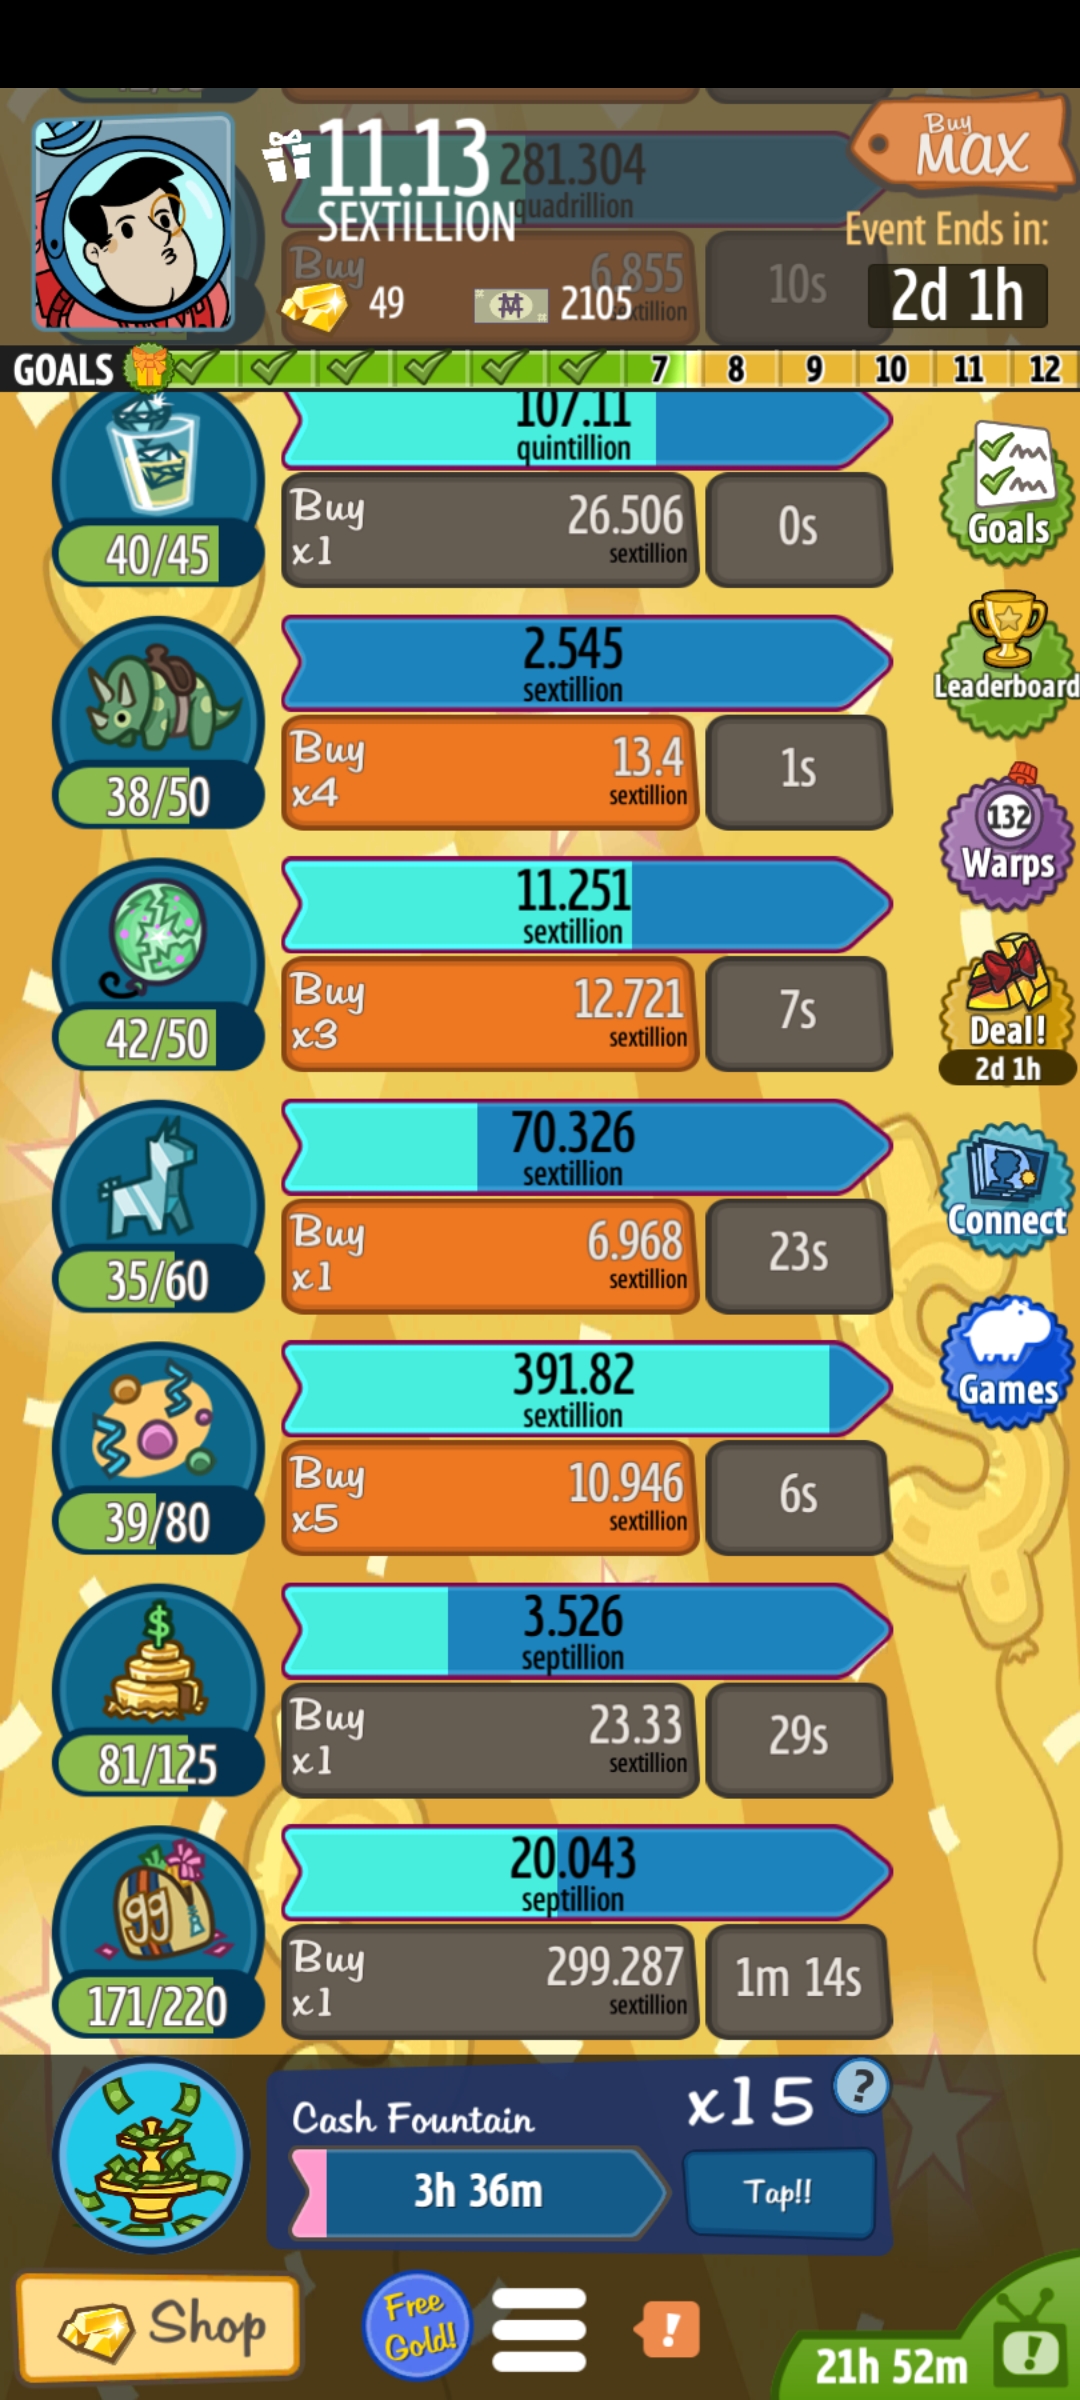 11.13
SEXTILLION
281.304
quadrillion
Buy
MAX
Event Ends in:
2d 1h
Buy
6.855
10s
49
2105
GOALS
7
8
9
10
11
12
107.11
quintillion
Buy
x1
26.506
sextillion
0s
40/45
Goals
2.545
sextillion
Leaderboard
Buy
x4
13.4
sextillion
1s
38/50
132
Warps
11.251
sextillion
Buy
x3
12.721
sextillion
7s
42/50
Deal!
2d 1h
70.326
sextillion
Buy
x1
6.968
sextillion
23s
35/60
Connect
391.82
sextillion
Games
Buy
x5
10.946
sextillion
6s
39/80
$
3.526
septillion
Buy
x1
23.33
sextillion
29s
81/125
20.043
septillion
99
Buy
x1
299.287
sextillion
1m 14s
171/220
Cash Fountain
x15
?
3h 36m
Tap!!
Shop
Free
Gold!
!
21h 52m
!